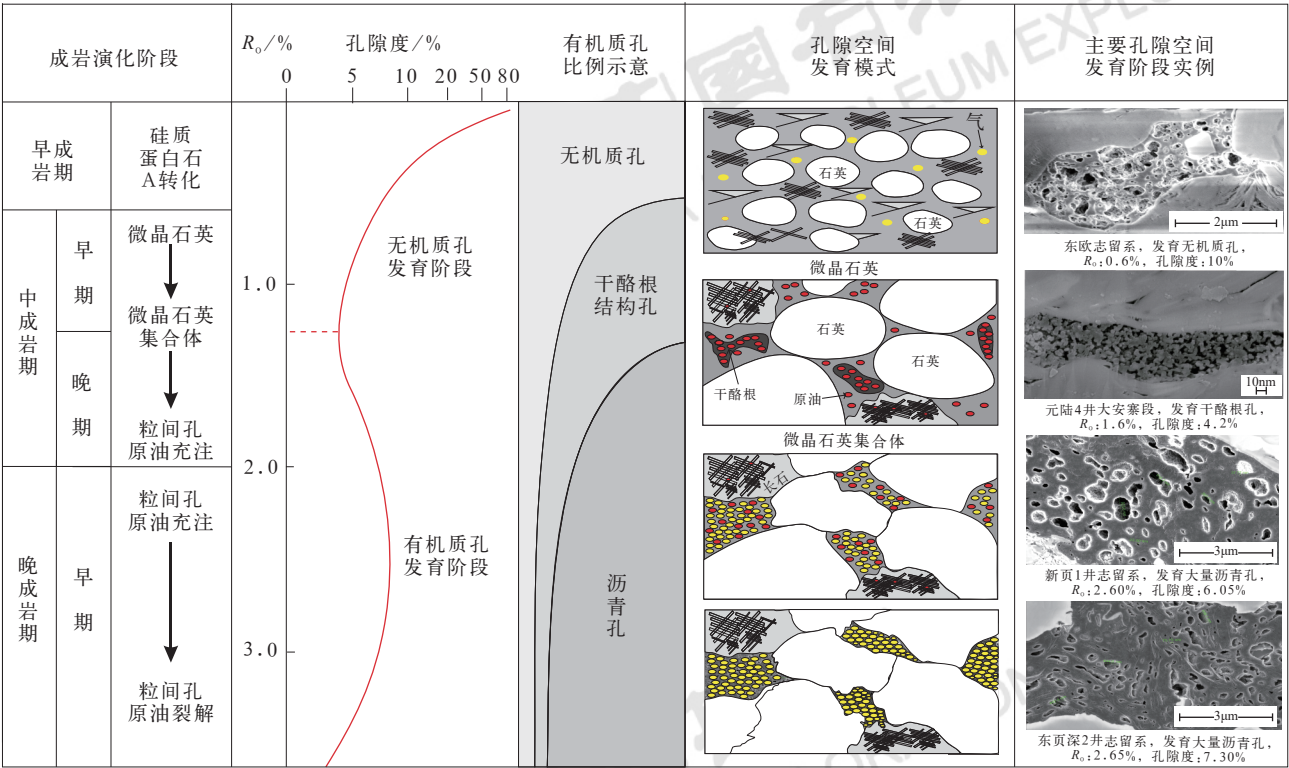 成岩演化阶段
Ro/%
孔隙度/%
0
5
10
20
50
80
有机质孔
比例示意
孔隙空间
发育模式
主要孔隙空间
发育阶段实例
早成
岩期
硅质
蛋白石
A转化
中成岩期
早期
晚期
微晶石英
微晶石英
集合体
粒间孔
原油充注
晚成岩期
早期
粒间孔
原油充注
粒间孔
原油裂解
1.0
2.0
3.0
无机质孔
发育阶段
有机质孔
发育阶段
无机质孔
干酪根
结构孔
沥青孔
气
石英
石英
微晶石英
石英
石英
干酪根
原油
微晶石英集合体
长石
2μm
东欧志留系，发育无机质孔，
Ro:0.6%，孔隙度:10%
10nm
元陆4井大安寨段，发育干酪根孔，
Ro:1.6%，孔隙度:4.2%
3μm
新页1井志留系，发育大量沥青孔，
Ro:2.60%，孔隙度:6.05%
3μm
东页深2井志留系，发育大量沥青孔，
Ro:2.65%，孔隙度:7.30%